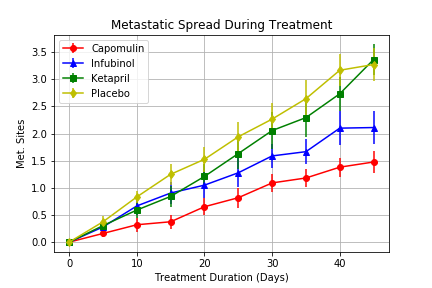 Metastatic Spread During Treatment
Capomulin
Infubinol
Ketapril
Placebo
Met. Sites
3.5
3.0
2.5
2.0
1.5
1.0
0.5
0.0
0 10 20 30 40
Treatment Duration (Days)